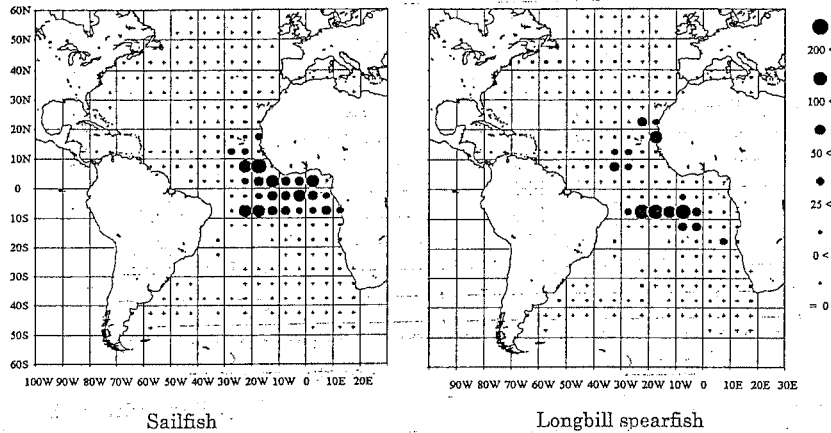 60N
50N
40N
30N
20N
10N
0
10S
20S
30S
40S
50S
60S
100W 90W 80W 70W 60W 50W 40W 30W 20W 10W 0 10E 20E
90W 80W 70W 60W 50W 40W 30W 20W 10W 0 10E 20E 30E
200 <
100 <
50 <
25 <
0 <
= 0
Sailfish
Longbill spearfish